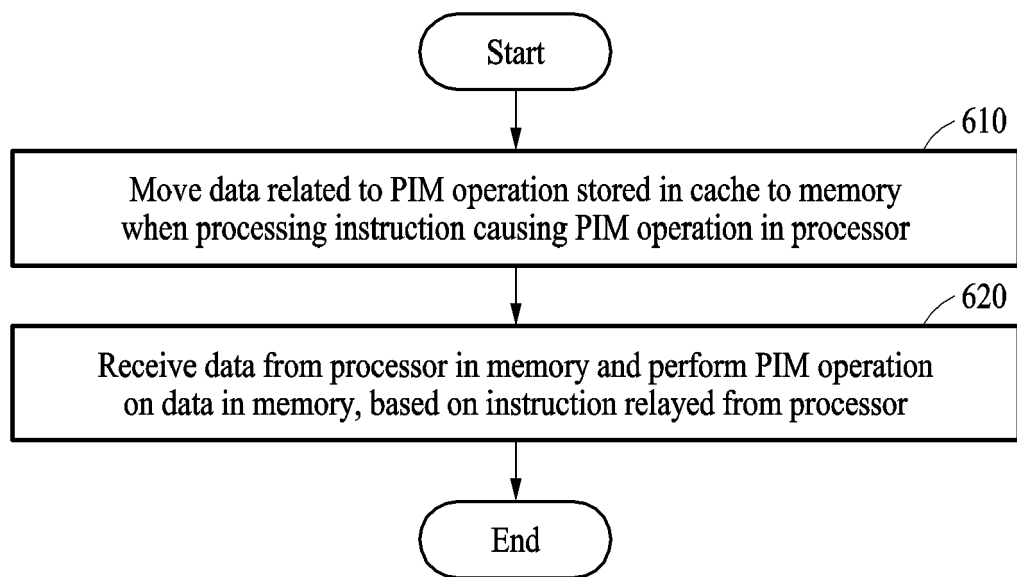 Start
610
Move data related to PIM operation stored in cache to memory
when processing instruction causing PIM operation in processor
620
Receive data from processor in memory and perform PIM operation
on data in memory, based on instruction relayed from processor
End